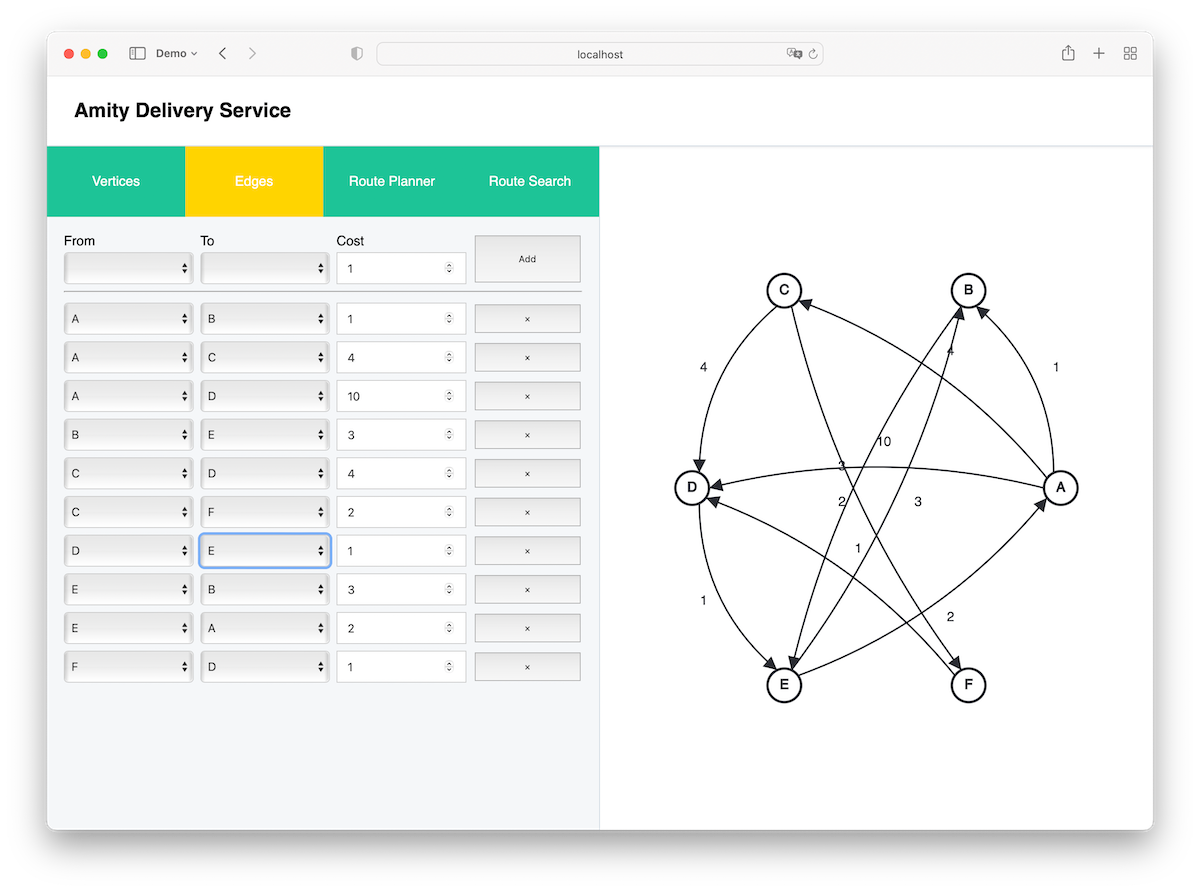 Demo
localhost
Amity Delivery Service
Vertices Edges Route Planner Route Search
From To Cost
1 Add
A B 1 ×
A C 4 ×
A D 10 ×
B E 3 ×
C D 4 ×
C F 2 ×
D E 1 ×
E B 3 ×
E A 2 ×
F D 1 ×
C B
4
4 1
10
3
D A
2 3
1
1
2
E F